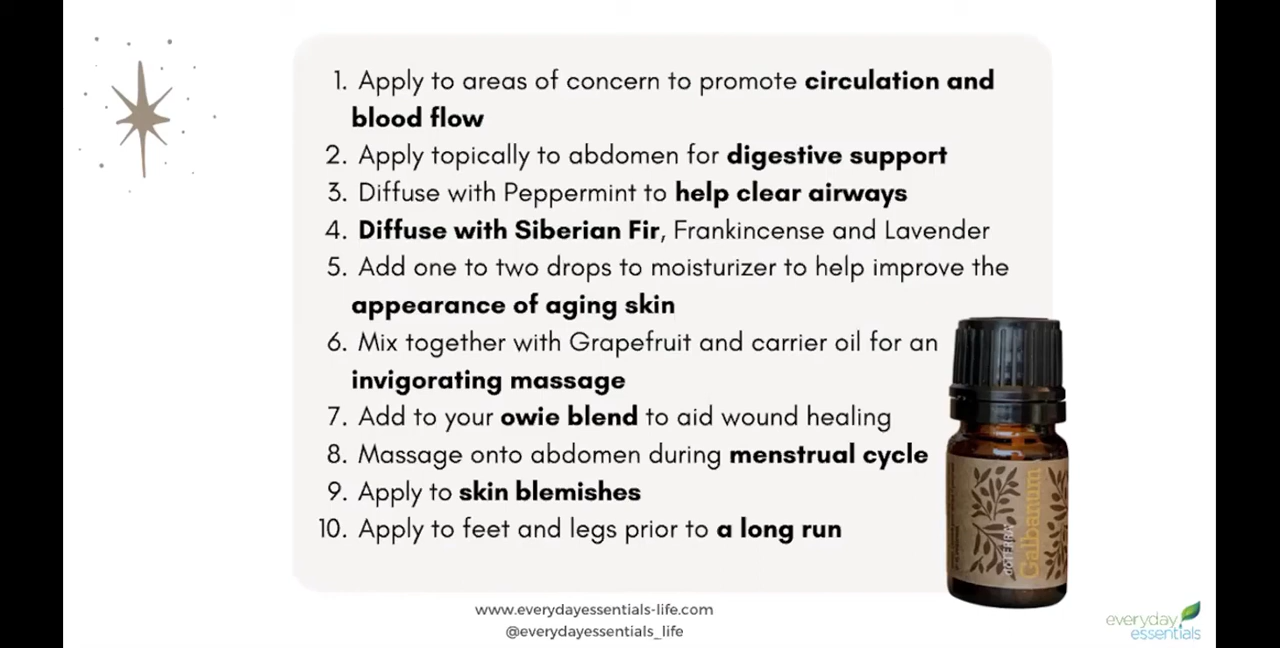 1. Apply to areas of concern to promote circulation and
blood flow
2. Apply topically to abdomen for digestive support
3. Diffuse with Peppermint to help clear airways
4. Diffuse with Siberian Fir, Frankincense and Lavender
5. Add one to two drops to moisturizer to help improve the
appearance of aging skin
6. Mix together with Grapefruit and carrier oil for an
invigorating massage
7. Add to your owie blend to aid wound healing
8. Massage onto abdomen during menstrual cycle
9. Apply to skin blemishes
10. Apply to feet and legs prior to a long run
dōTERRA
Galbanum
www.everydayessentials-life.com
@everydayessentials_life
everyday
essentials